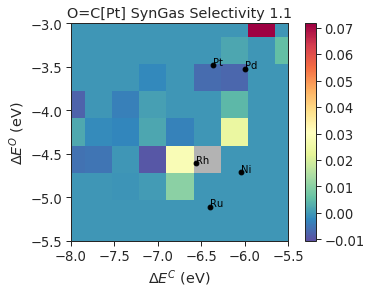 O=C[Pt] SynGas Selectivity 1.1
ΔE^O (eV)
−3.0
−3.5
−4.0
−4.5
−5.0
−5.5
Pt
Pd
Rh
Ni
Ru
−8.0 −7.5 −7.0 −6.5 −6.0 −5.5
ΔE^C (eV)
0.07
0.06
0.05
0.04
0.03
0.02
0.01
0.00
−0.01